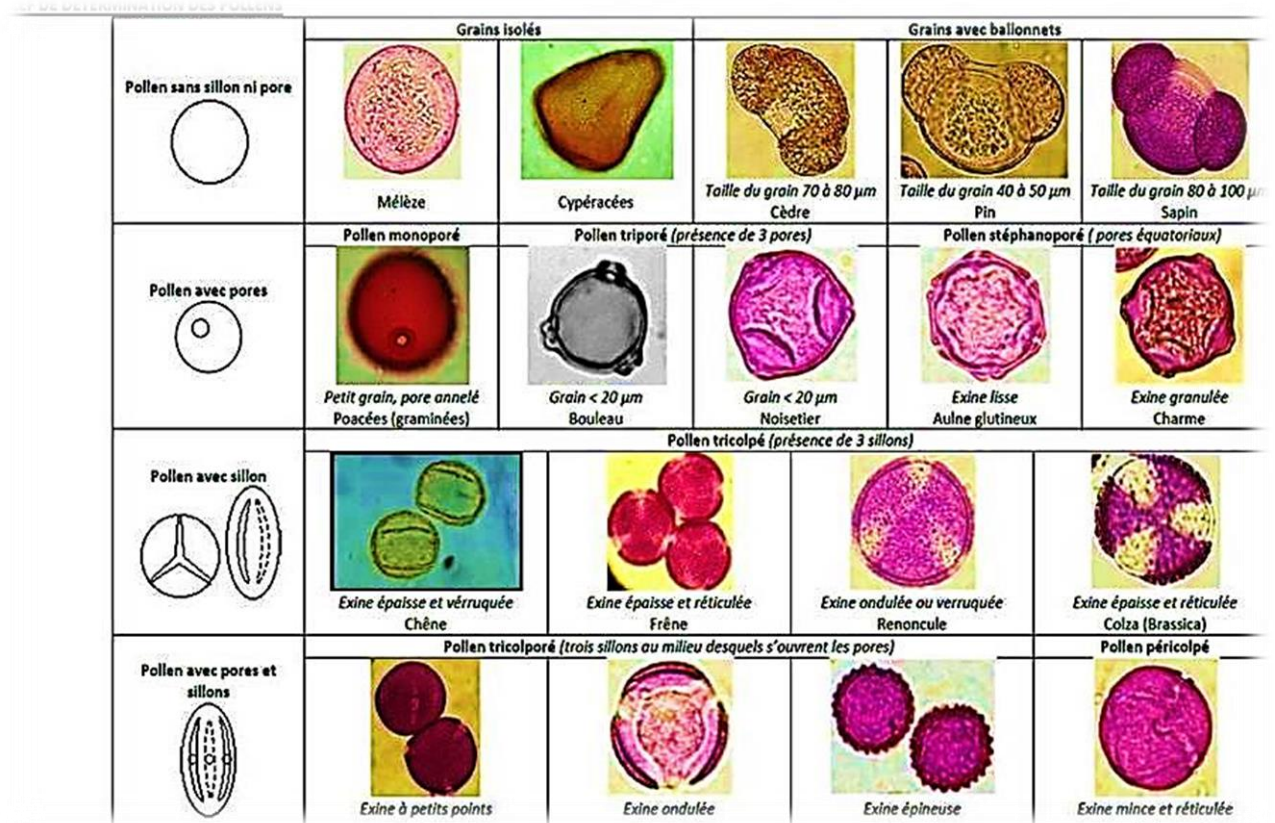 DE DÉTERMINATION DES POLLENS
Grains isolés
Grains avec ballonnets
Pollen sans sillon ni pore
Mélèze
Cypéracées
Taille du grain 70 à 80 µm
Cèdre
Taille du grain 40 à 50 µm
Pin
Taille du grain 80 à 100 µm
Sapin
Pollen avec pores
Pollen monoporé
Pollen triporé (présence de 3 pores)
Pollen stéphanoporé ( pores équatoriaux)
Petit grain, pore annelé
Poacées (graminées)
Grain < 20 µm
Bouleau
Grain < 20 µm
Noisetier
Exine lisse
Aulne glutineux
Exine granulée
Charme
Pollen avec sillon
Pollen tricolpé (présence de 3 sillons)
Exine épaisse et vérruquée
Chêne
Exine épaisse et réticulée
Frêne
Exine ondulée ou verruquée
Renoncule
Exine épaisse et réticulée
Colza (Brassica)
Pollen avec pores et
sillons
Pollen tricolporé (trois sillons au milieu desquels s'ouvrent les pores)
Pollen péricolpé
Exine à petits points
Exine ondulée
Exine épineuse
Exine mince et réticulée